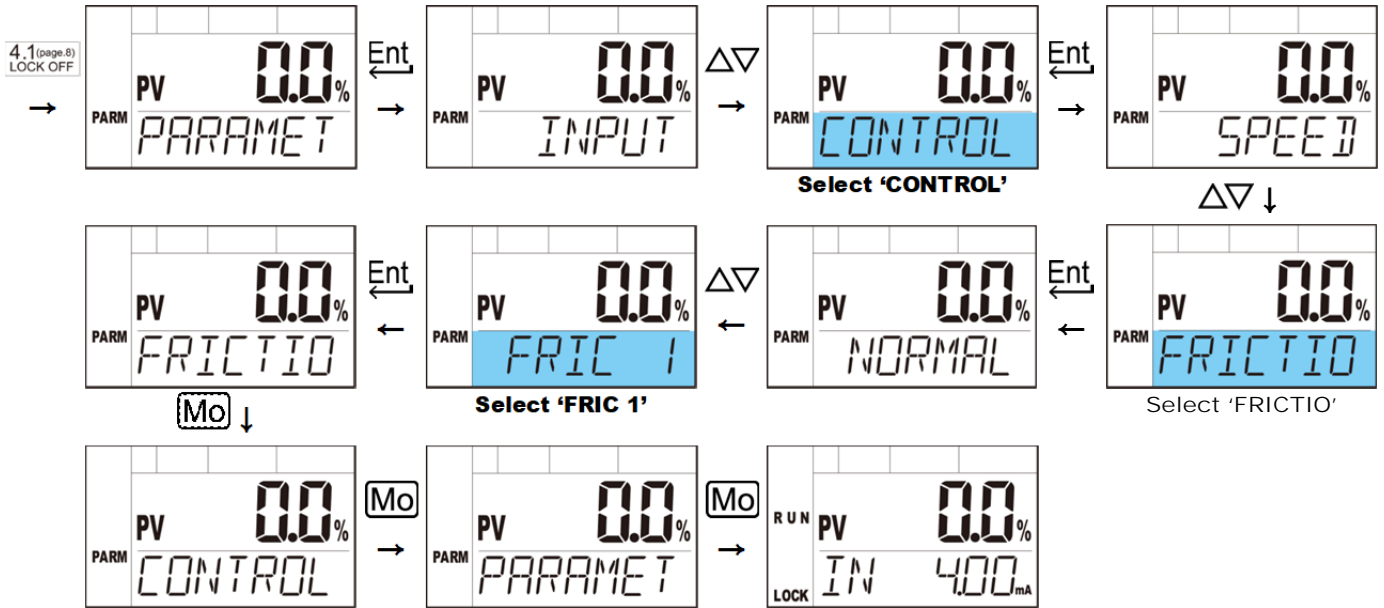 4.1(page.8)
LOCK OFF
→
PV 0.0%
PARM PARAMET
Ent
→
PV 0.0%
PARM INPUT
△▽
→
PV 0.0%
PARM CONTROL
Select ‘CONTROL’
Ent
→
PV 0.0%
PARM SPEED
△▽ ↓
PV 0.0%
PARM FRICTIO
Select ‘FRICTIO’
Ent
←
PV 0.0%
PARM NORMAL
△▽
←
PV 0.0%
PARM FRIC 1
Select ‘FRIC 1’
Ent
←
PV 0.0%
PARM FRICTIO
Mo ↓
PV 0.0%
PARM CONTROL
Mo
→
PV 0.0%
PARM PARAMET
Mo
→
RUN PV 0.0%
LOCK IN 4.00mA